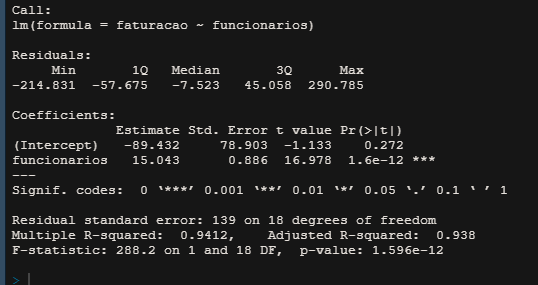 Call:
lm(formula = faturacao ~ funcionarios)
Residuals:
     Min       1Q   Median       3Q      Max
-214.831  -57.675   -7.523   45.058  290.785
Coefficients:
             Estimate Std. Error t value Pr(>|t|)
(Intercept)   -89.432     78.903  -1.133    0.272
funcionarios   15.043      0.886  16.978  1.6e-12 ***
---
Signif. codes:  0 ‘***’ 0.001 ‘**’ 0.01 ‘*’ 0.05 ‘.’ 0.1 ‘ ’ 1
Residual standard error: 139 on 18 degrees of freedom
Multiple R-squared:  0.9412,    Adjusted R-squared:  0.938
F-statistic: 288.2 on 1 and 18 DF,  p-value: 1.596e-12
>